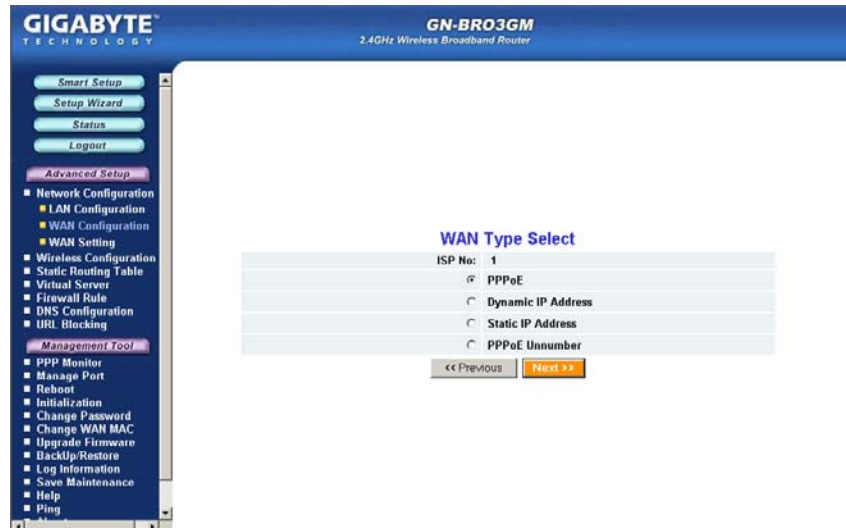 GIGABYTE
TECHNOLOGY
GN-BR03GM
2.4GHz Wireless Broadband Router
Smart Setup
Setup Wizard
Status
Logout
Advanced Setup
Network Configuration
LAN Configuration
WAN Configuration
WAN Setting
Wireless Configuration
Static Routing Table
Virtual Server
Firewall Rule
DNS Configuration
URL Blocking
Management Tool
PPP Monitor
Manage Port
Reboot
Initialization
Change Password
Change WAN MAC
Upgrade Firmware
BackUp/Restore
Log Information
Save Maintenance
Help
Ping
WAN Type Select
ISP No: 1
PPPoE
Dynamic IP Address
Static IP Address
PPPoE Unnumber
<< Previous Next >>